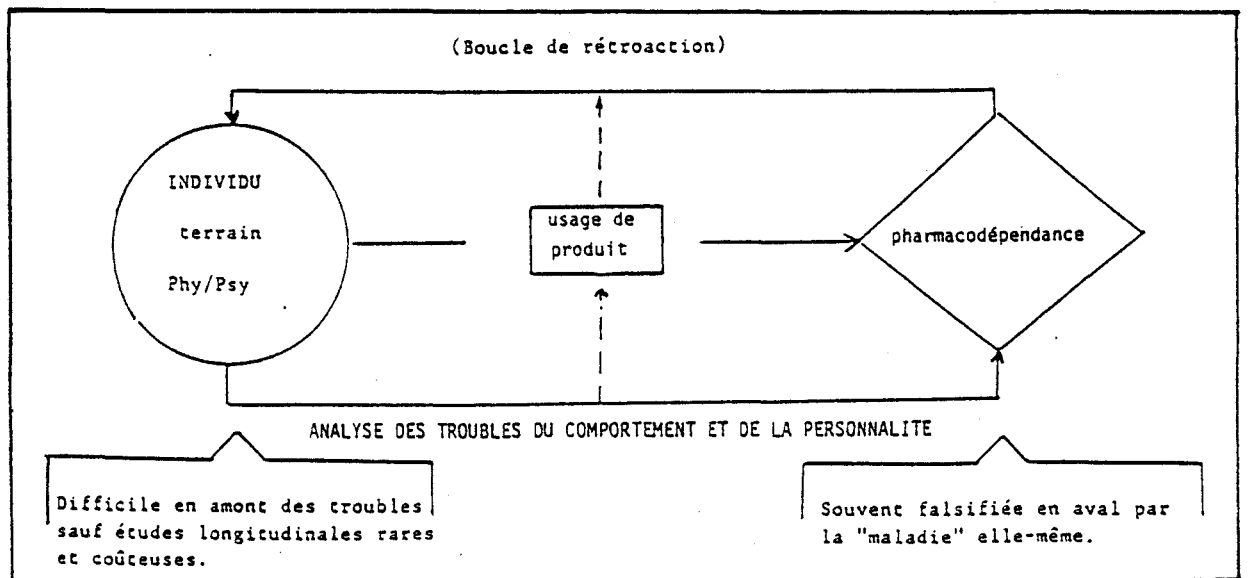 (Boucle de rétroaction)
INDIVIDU
terrain
Phy/Psy
usage de
produit
pharmacodépendance
ANALYSE DES TROUBLES DU COMPORTEMENT ET DE LA PERSONNALITE
Difficile en amont des troubles
sauf études longitudinales rares
et coûteuses.
Souvent falsifiée en aval par
la "maladie" elle-même.